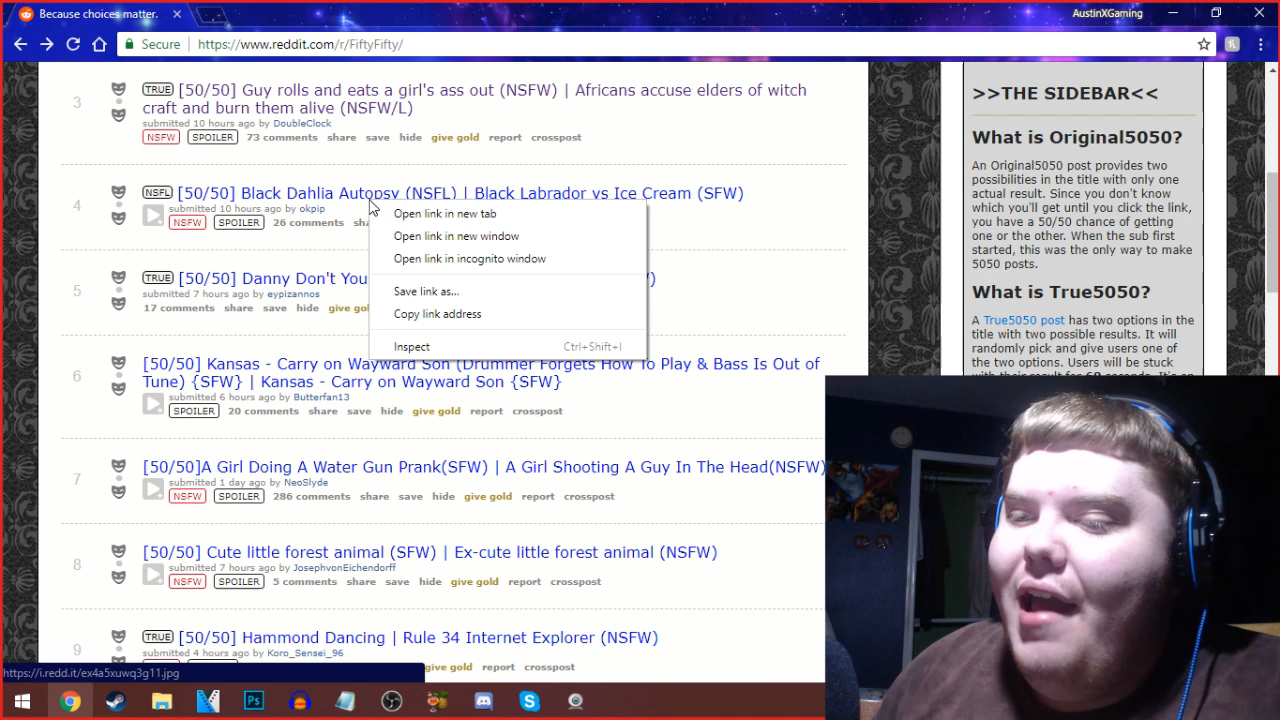 Because choices matter.
AustinXGaming
Secure
https://www.reddit.com/r/FiftyFifty/
3
TRUE [50/50] Guy rolls and eats a girl's ass out (NSFW) | Africans accuse elders of witch
craft and burn them alive (NSFW/L)
submitted 10 hours ago by DoubleClock
NSFW SPOILER 73 comments share save hide give gold report crosspost
4
NSFL [50/50] Black Dahlia Autopsy (NSFL) | Black Labrador vs Ice Cream (SFW)
submitted 10 hours ago by okpip
NSFW SPOILER 26 comments sha
Open link in new tab
Open link in new window
Open link in incognito window
Save link as...
Copy link address
Inspect Ctrl+Shift+I
5
TRUE [50/50] Danny Don't You
submitted 7 hours ago by eypizannos
17 comments share save hide give gol
6
[50/50] Kansas - Carry on Wayward Son (Drummer Forgets How To Play & Bass Is Out of
Tune) {SFW} | Kansas - Carry on Wayward Son {SFW}
submitted 6 hours ago by Butterfan13
SPOILER 20 comments share save hide give gold report crosspost
7
[50/50]A Girl Doing A Water Gun Prank(SFW) | A Girl Shooting A Guy In The Head(NSFW)
submitted 1 day ago by NeoSlyde
NSFW SPOILER 286 comments share save hide give gold report crosspost
8
[50/50] Cute little forest animal (SFW) | Ex-cute little forest animal (NSFW)
submitted 7 hours ago by JosephvonEichendorff
NSFW SPOILER 5 comments share save hide give gold report crosspost
9
TRUE [50/50] Hammond Dancing | Rule 34 Internet Explorer (NSFW)
submitted 4 hours ago by Koro_Sensei_96
give gold report crosspost
https://i.redd.it/ex4a5xuwq3g11.jpg
>>THE SIDEBAR<<
What is Original5050?
An Original5050 post provides two
possibilities in the title with only one
actual result. Since you don't know
which you'll get until you click the link,
you have a 50/50 chance of getting
one or the other. When the sub first
started, this was the only way to make
5050 posts.
What is True5050?
A True5050 post has two options in the
title with two possible results. It will
randomly pick and give users one of
the two options. Users will be stuck